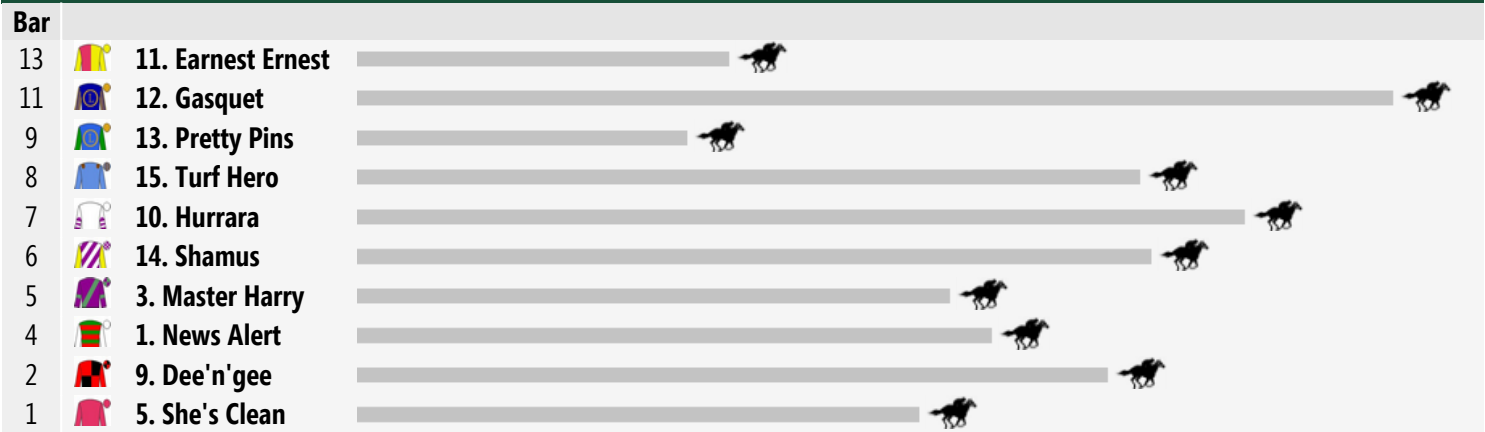 Bar
13 11. Earnest Ernest
11 12. Gasquet
9 13. Pretty Pins
8 15. Turf Hero
7 10. Hurrara
6 14. Shamus
5 3. Master Harry
4 1. News Alert
2 9. Dee'n'gee
1 5. She's Clean